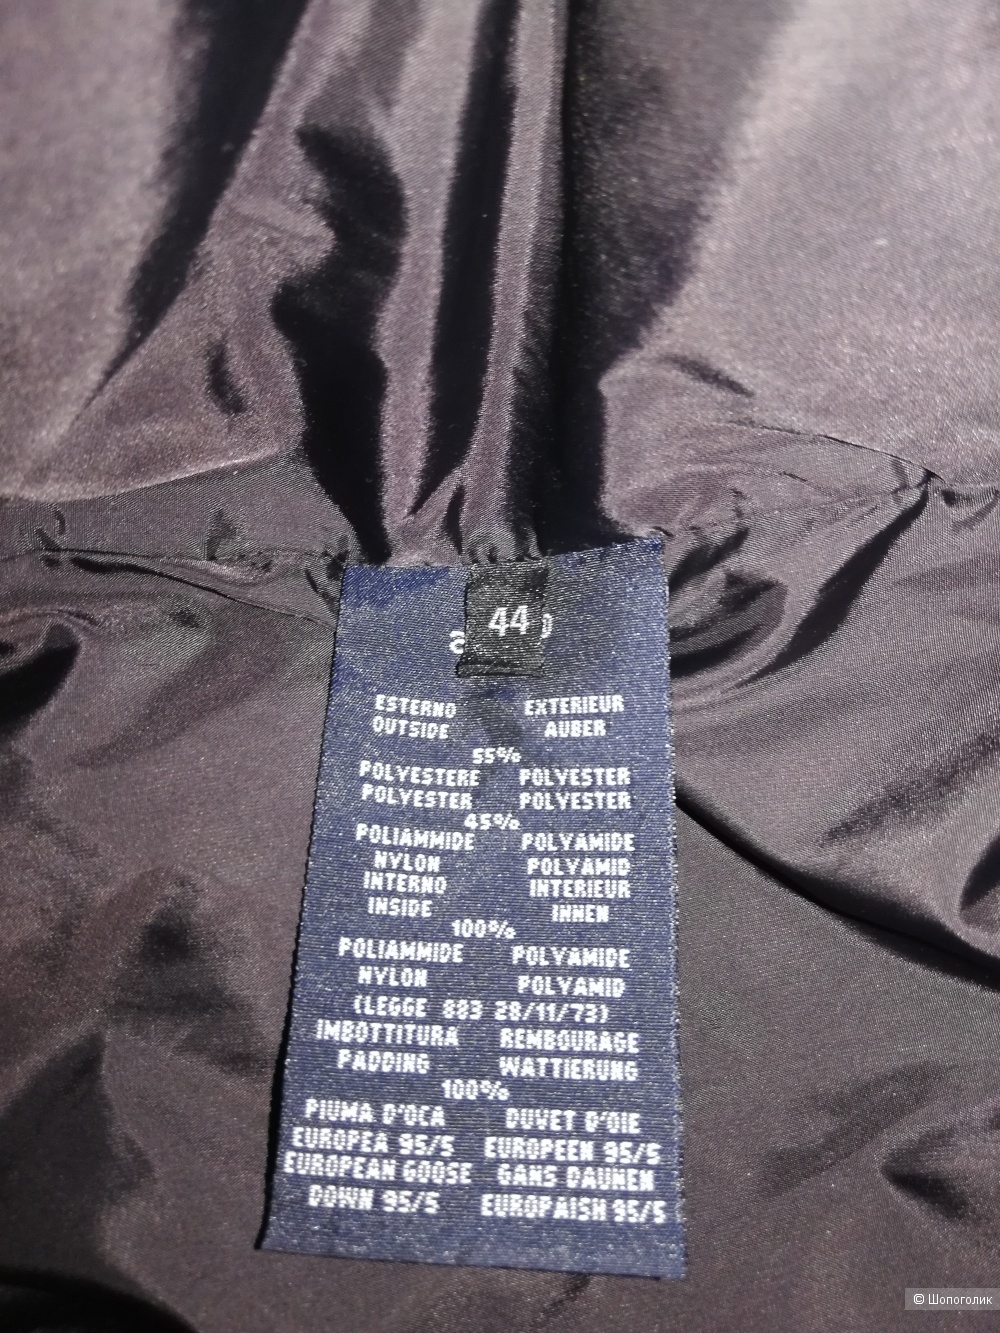 44
ESTERNO EXTERIEUR
OUTSIDE AUBER
55%
POLYESTERE POLYESTER
POLYESTER POLYESTER
45%
POLIAMMIDE POLYAMIDE
NYLON POLYAMID
INTERNO INTERIEUR
INSIDE INNEN
100%
POLIAMMIDE POLYAMIDE
NYLON POLYAMID
(LEGGE 883 28/11/73)
IMBOTTITURA REMBOURAGE
PADDING WATTIERUNG
100%
PIUMA D'OCA DUVET D'OIE
EUROPEA 95/5 EUROPEEN 95/5
EUROPEAN GOOSE GANS DAUNEN
DOWN 95/5 EUROPAISH 95/5
© Шопоголик